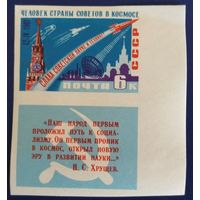 ЧЕЛОВЕК СТРАНЫ СОВЕТОВ В КОСМОСЕ
СССР
ПОЧТА 6К
«НАШ НАРОД ПЕРВЫМ
ПРОЛОЖИЛ ПУТЬ К СОЦИА-
ЛИЗМУ. ОН ПЕРВЫМ ПРОНИК
В КОСМОС, ОТКРЫЛ НОВУЮ
ЭРУ В РАЗВИТИИ НАУКИ...»
Н. С. ХРУЩЕВ.